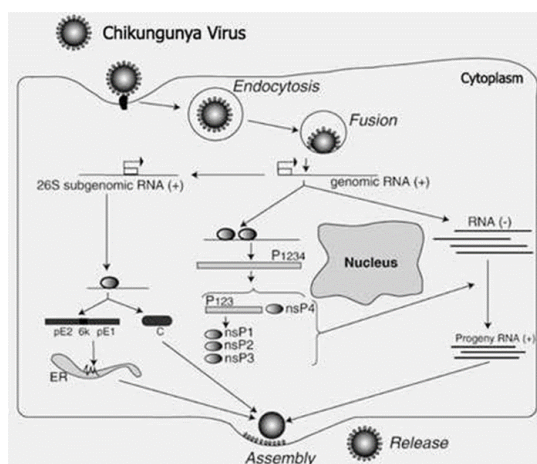 Chikungunya Virus
Cytoplasm
Endocytosis
Fusion
26S subgenomic RNA (+)
genomic RNA (+)
RNA (-)
P1234
Nucleus
P123
nsP4
nsP1
nsP2
nsP3
pE2 6k pE1
C
Progeny RNA (+)
ER
Assembly
Release